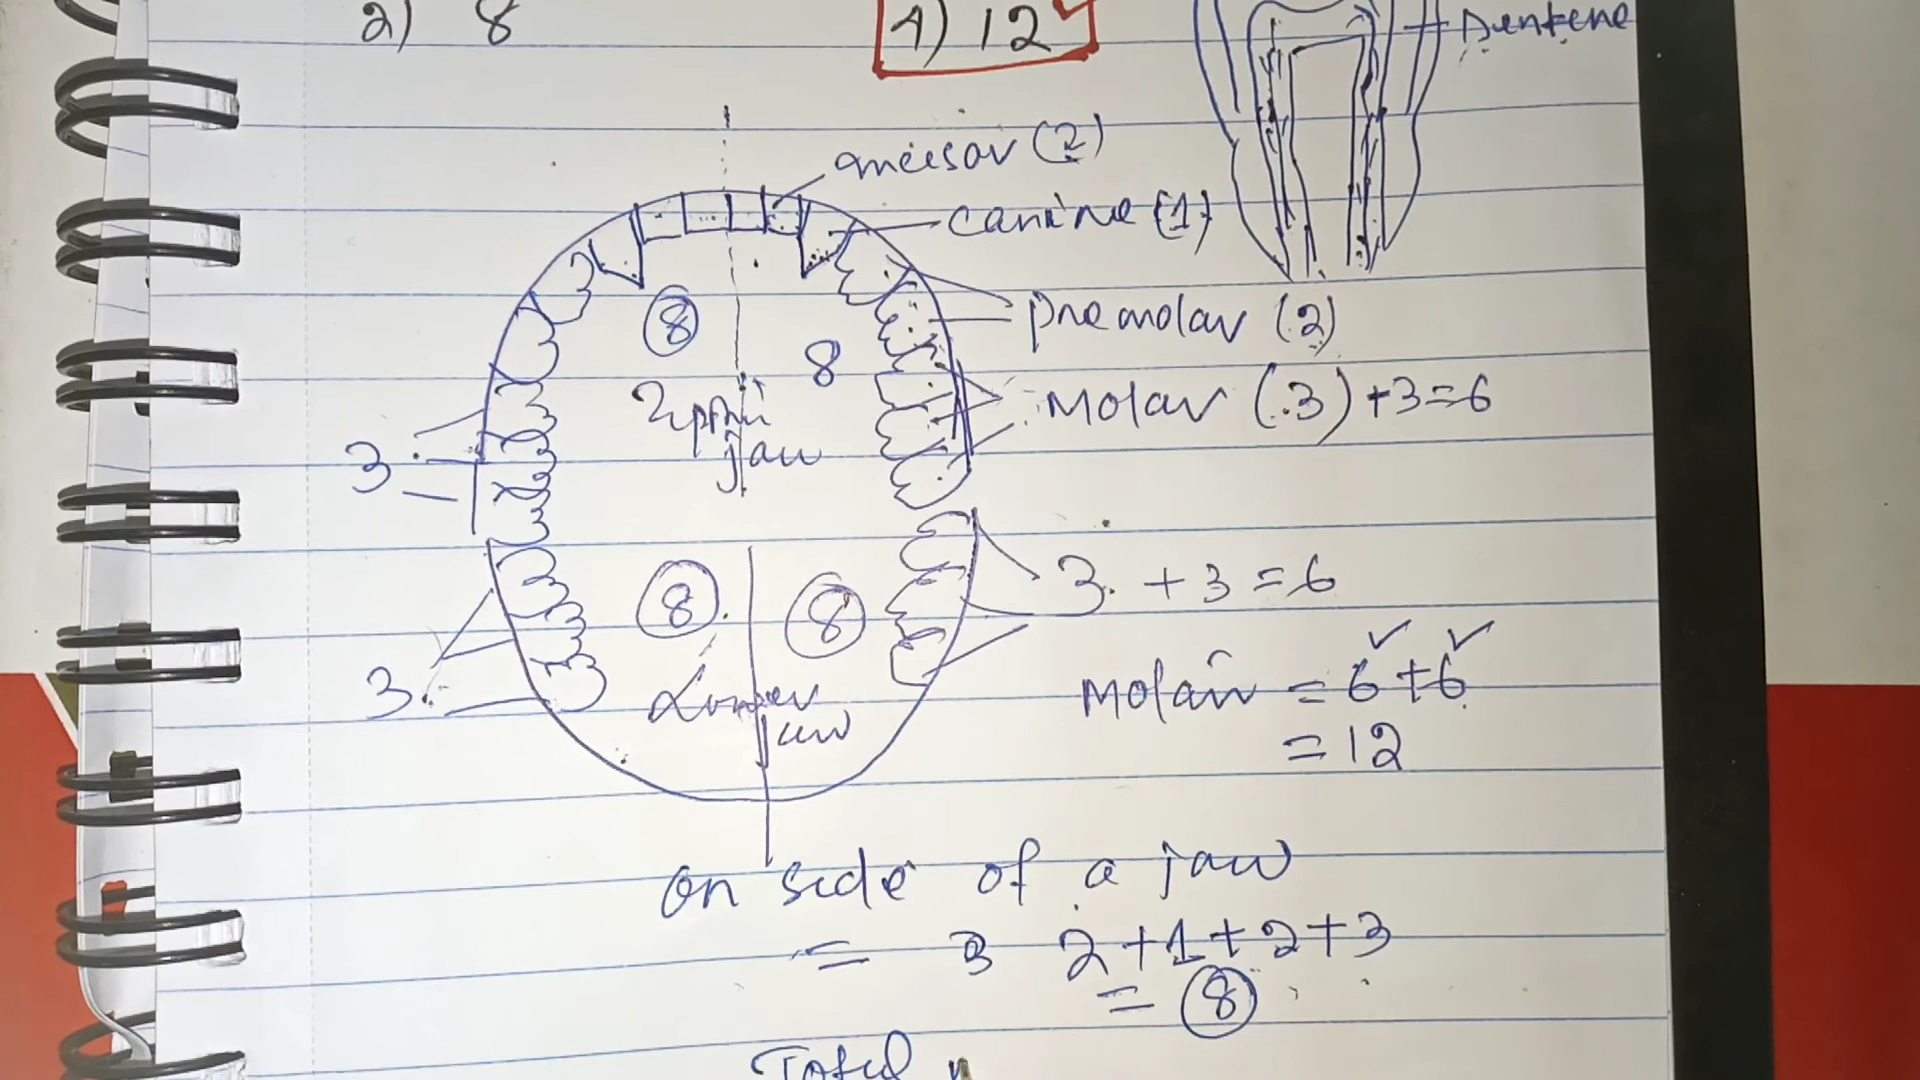 2) 8
4) 12
Dentene
incisor (2)
canine (1)
premolar (2)
8
8
Molar (3) + 3 = 6
Upper
jaw
3
3 + 3 = 6
8
8
3
Lower
jaw
Molar = 6 + 6
= 12
on side of a jaw
= 3 2 + 1 + 2 + 3
= 8
Total